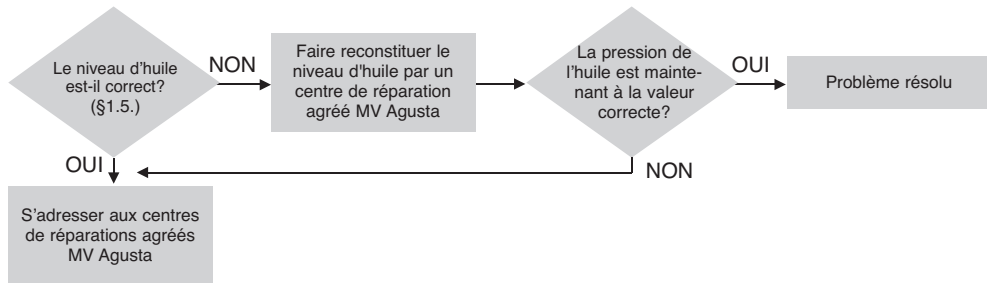 Le niveau d'huile
est-il correct?
(§1.5.)
NON
Faire reconstituer le
niveau d'huile par un
centre de réparation
agréé MV Agusta
La pression de
l'huile est mainte-
nant à la valeur
correcte?
OUI
Problème résolu
OUI
NON
S'adresser aux centres
de réparations agréés
MV Agusta